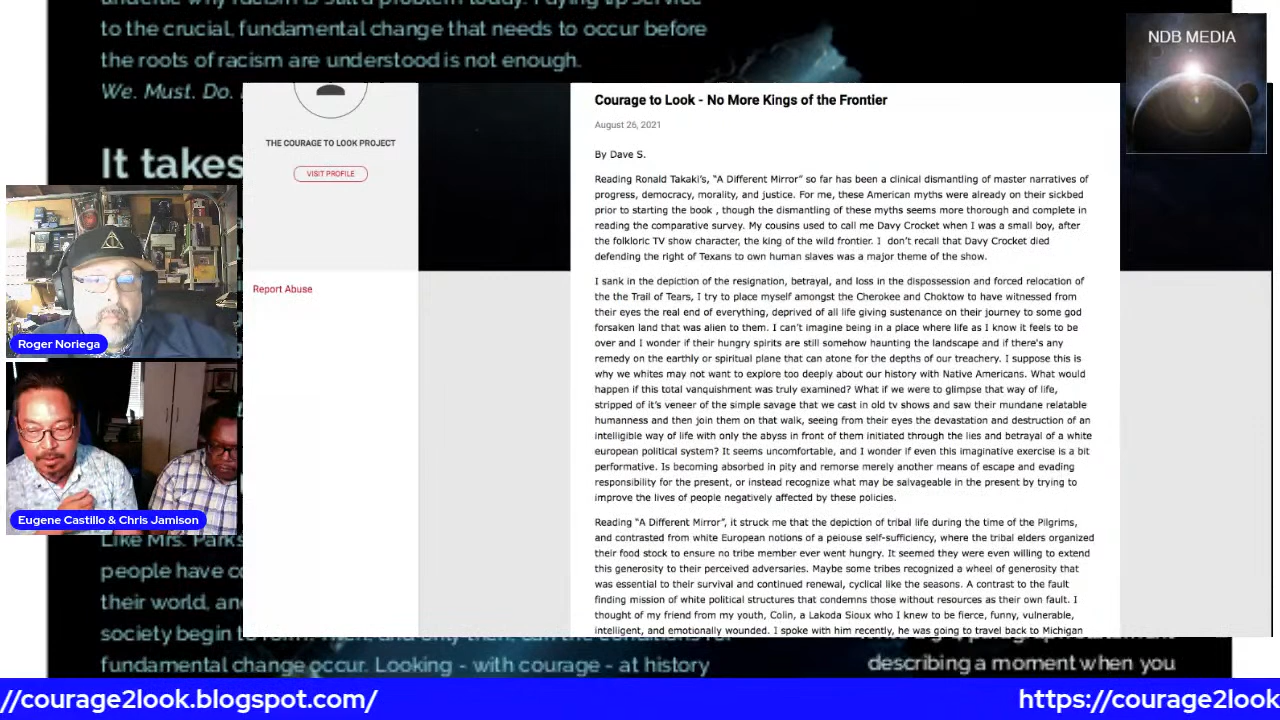 to the crucial, fundamental change that needs to occur before
the roots of racism are understood is not enough.
We. Must. Do.
It takes
NDB MEDIA
THE COURAGE TO LOOK PROJECT
VISIT PROFILE
Report Abuse
Courage to Look - No More Kings of the Frontier
August 26, 2021
By Dave S.
Reading Ronald Takaki's, “A Different Mirror” so far has been a clinical dismantling of master narratives of
progress, democracy, morality, and justice. For me, these American myths were already on their sickbed
prior to starting the book , though the dismantling of these myths seems more thorough and complete in
reading the comparative survey. My cousins used to call me Davy Crocket when I was a small boy, after
the folkloric TV show character, the king of the wild frontier. I don't recall that Davy Crocket died
defending the right of Texans to own human slaves was a major theme of the show.
I sank in the depiction of the resignation, betrayal, and loss in the dispossession and forced relocation of
the the Trail of Tears, I try to place myself amongst the Cherokee and Choktow to have witnessed from
their eyes the real end of everything, deprived of all life giving sustenance on their journey to some god
forsaken land that was alien to them. I can't imagine being in a place where life as I know it feels to be
over and I wonder if their hungry spirits are still somehow haunting the landscape and if there's any
remedy on the earthly or spiritual plane that can atone for the depths of our treachery. I suppose this is
why we whites may not want to explore too deeply about our history with Native Americans. What would
happen if this total vanquishment was truly examined? What if we were to glimpse that way of life,
stripped of it's veneer of the simple savage that we cast in old tv shows and saw their mundane relatable
humanness and then join them on that walk, seeing from their eyes the devastation and destruction of an
intelligible way of life with only the abyss in front of them initiated through the lies and betrayal of a white
european political system? It seems uncomfortable, and I wonder if even this imaginative exercise is a bit
performative. Is becoming absorbed in pity and remorse merely another means of escape and evading
responsibility for the present, or instead recognize what may be salvageable in the present by trying to
improve the lives of people negatively affected by these policies.
Reading “A Different Mirror”, it struck me that the depiction of tribal life during the time of the Pilgrims,
and contrasted from white European notions of a peiouse self-sufficiency, where the tribal elders organized
their food stock to ensure no tribe member ever went hungry. It seemed they were even willing to extend
this generosity to their perceived adversaries. Maybe some tribes recognized a wheel of generosity that
was essential to their survival and continued renewal, cyclical like the seasons. A contrast to the fault
finding mission of white political structures that condemns those without resources as their own fault. I
thought of my friend from my youth, Colin, a Lakoda Sioux who I knew to be fierce, funny, vulnerable,
intelligent, and emotionally wounded. I spoke with him recently, he was going to travel back to Michigan
Roger Noriega
Eugene Castillo & Chris Jamison
Like Mrs. Parks
people have
their world, an
society begin
fundamental change occur. Looking - with courage - at history
describing a moment when you
//courage2look.blogspot.com/
https://courage2look